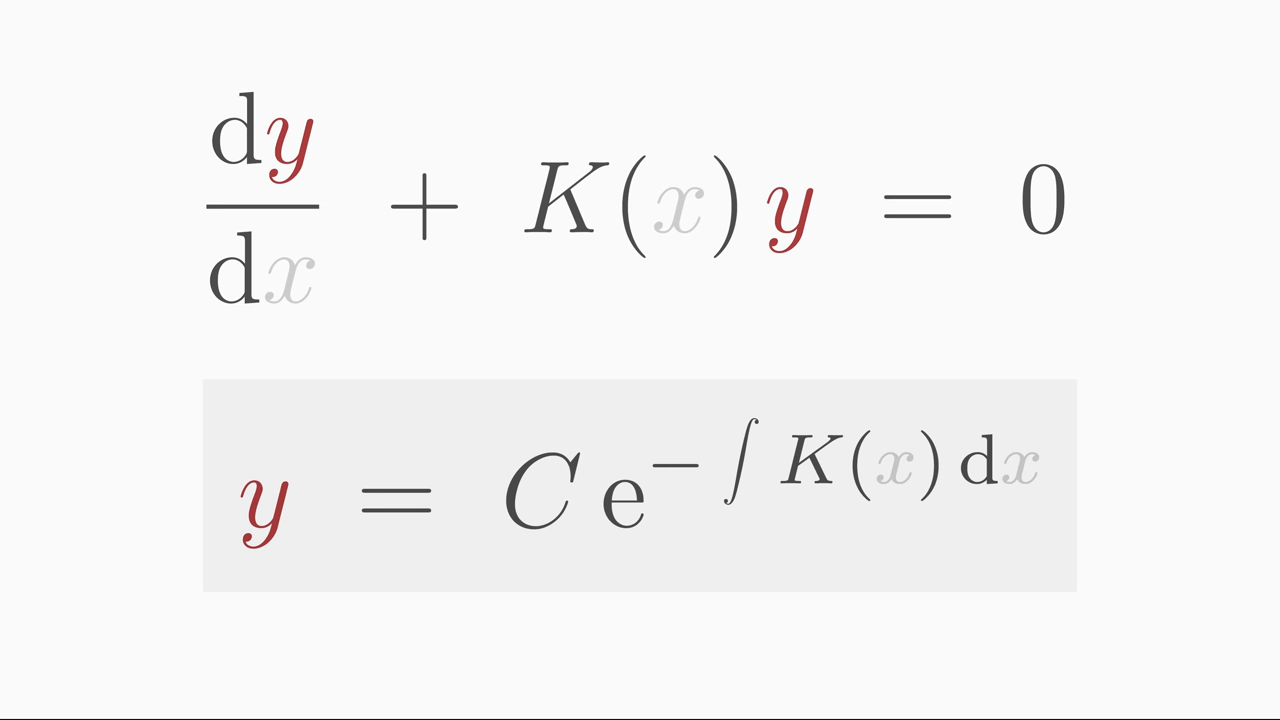 dy/dx + K(x) y = 0
y = C e^{−∫ K(x) dx}